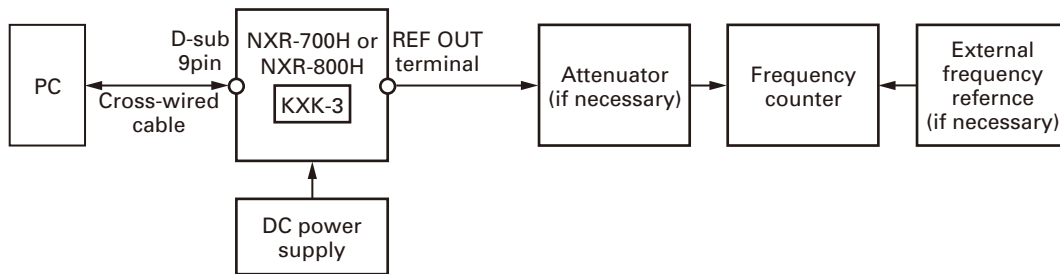 PC
D-sub
9pin
Cross-wired
cable
NXR-700H or
NXR-800H
KXK-3
REF OUT
terminal
DC power
supply
Attenuator
(if necessary)
Frequency
counter
External
frequency
refernce
(if necessary)